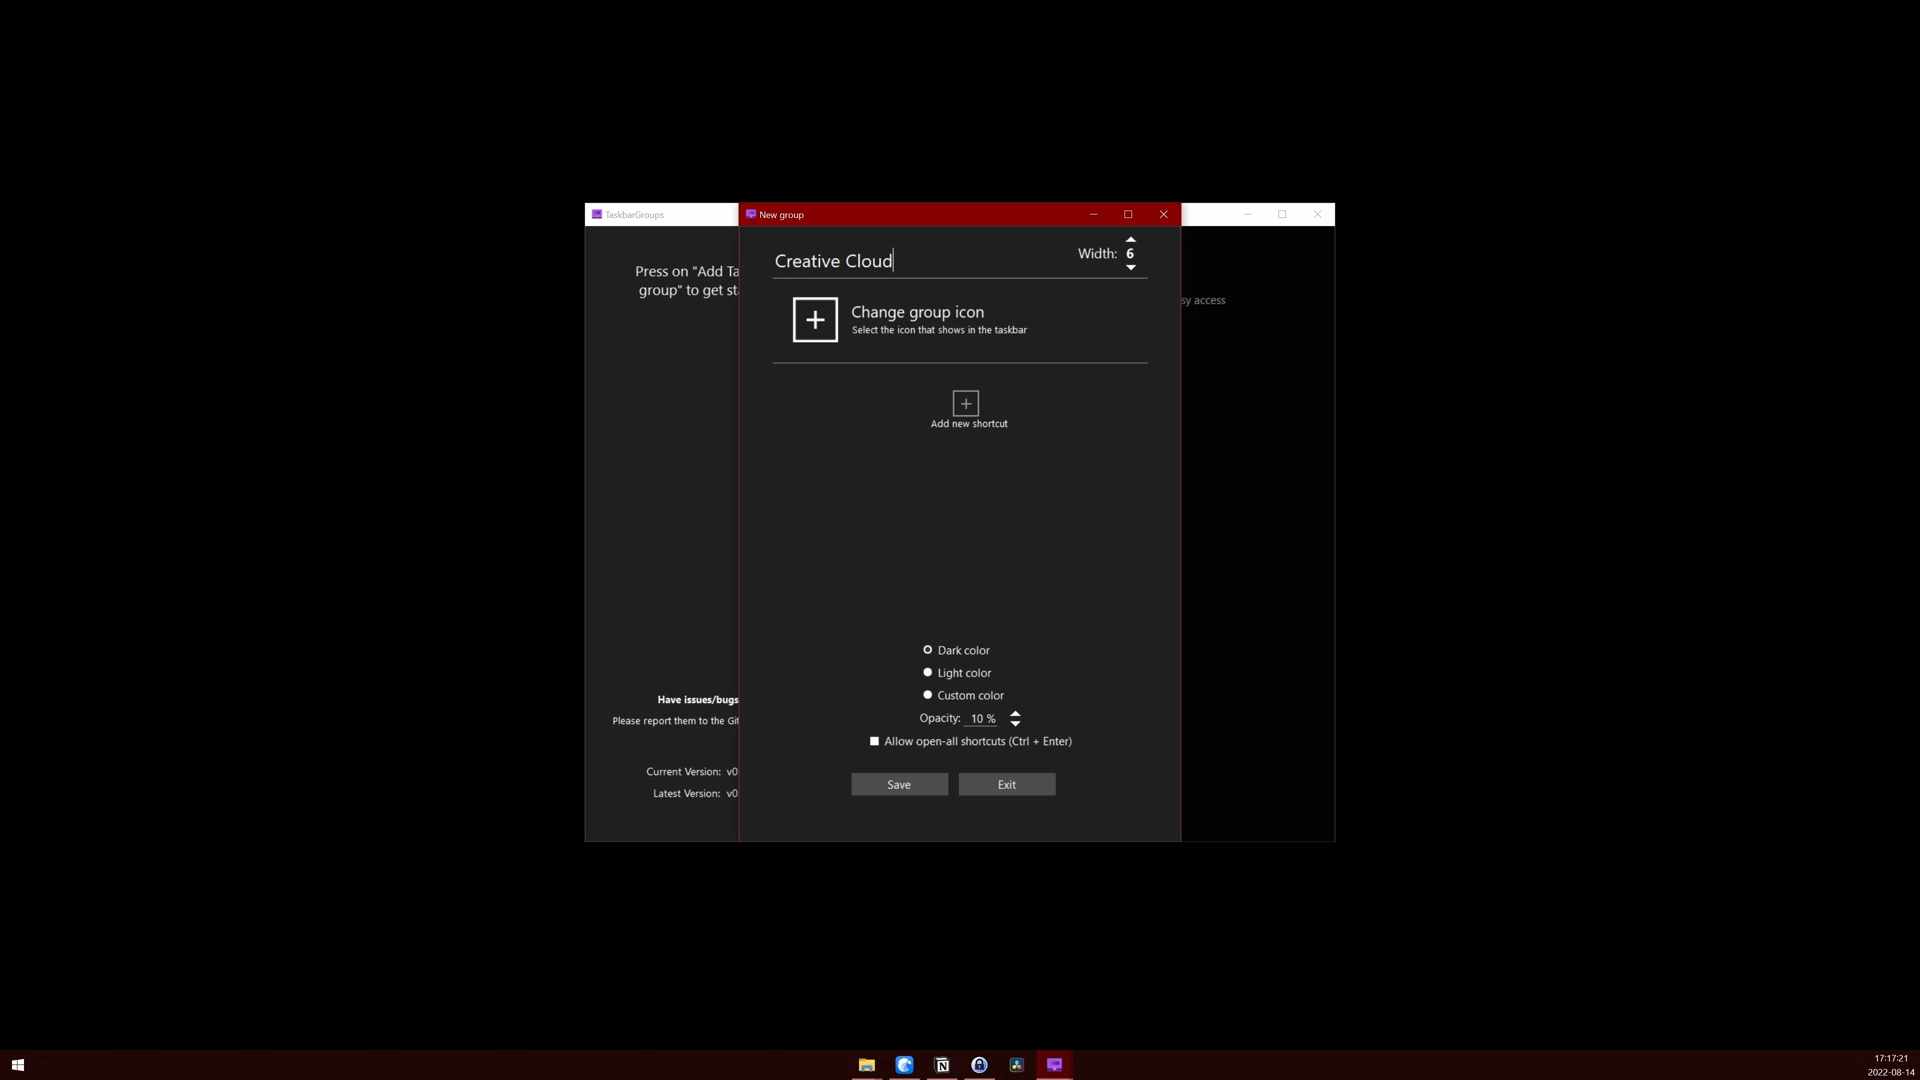 TaskbarGroups
New group
Creative Cloud
Width: 6
Press on "Add Ta
group" to get sta
Change group icon
Select the icon that shows in the taskbar
sy access
Add new shortcut
Dark color
Light color
Custom color
Opacity: 10 %
Allow open-all shortcuts (Ctrl + Enter)
Save
Exit
Have issues/bugs
Please report them to the Git
Current Version: v0
Latest Version: v0
17:17:21
2022-08-14